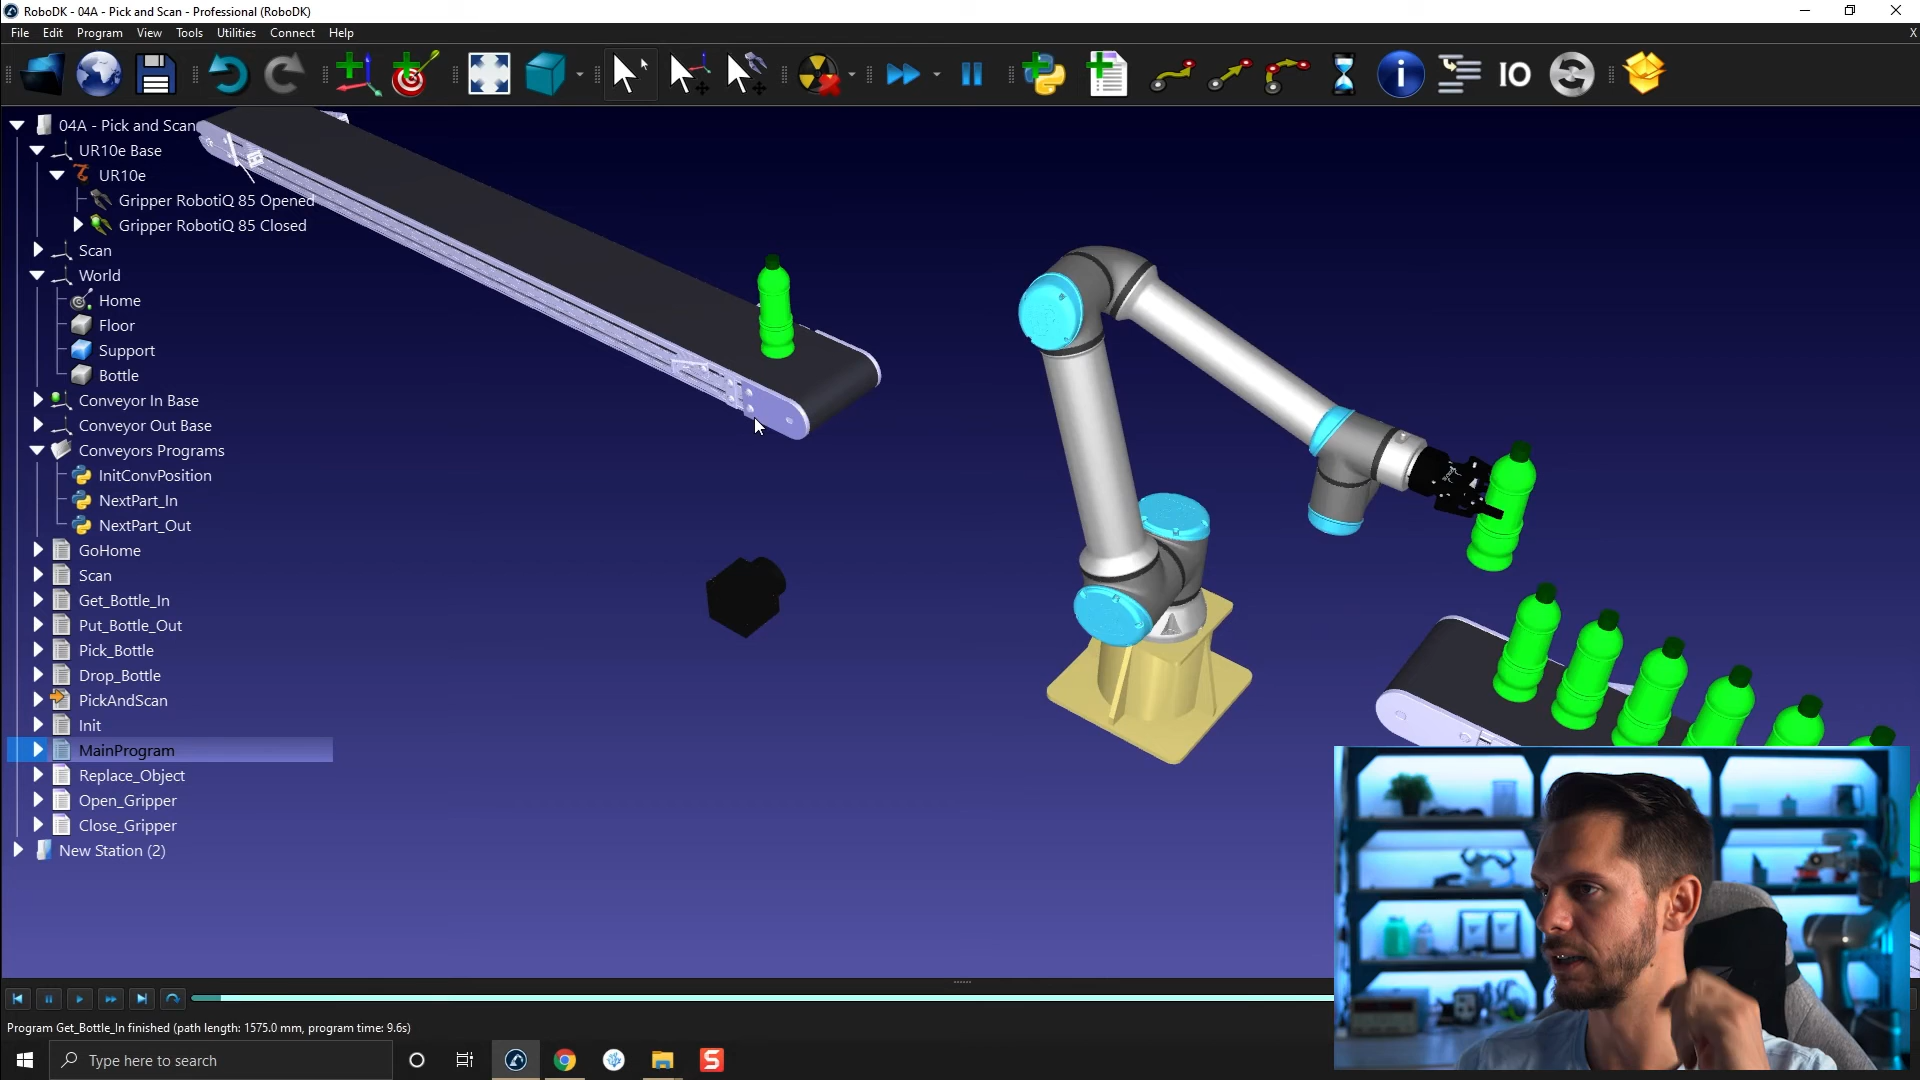 RoboDK - 04A - Pick and Scan - Professional (RoboDK)
File Edit Program View Tools Utilities Connect Help
X
IO
04A - Pick and Scan
UR10e Base
UR10e
Gripper RobotiQ 85 Opened
Gripper RobotiQ 85 Closed
Scan
World
Home
Floor
Support
Bottle
Conveyor In Base
Conveyor Out Base
Conveyors Programs
InitConvPosition
NextPart_In
NextPart_Out
GoHome
Scan
Get_Bottle_In
Put_Bottle_Out
Pick_Bottle
Drop_Bottle
PickAndScan
Init
MainProgram
Replace_Object
Open_Gripper
Close_Gripper
New Station (2)
Program Get_Bottle_In finished (path length: 1575.0 mm, program time: 9.6s)
Type here to search
S